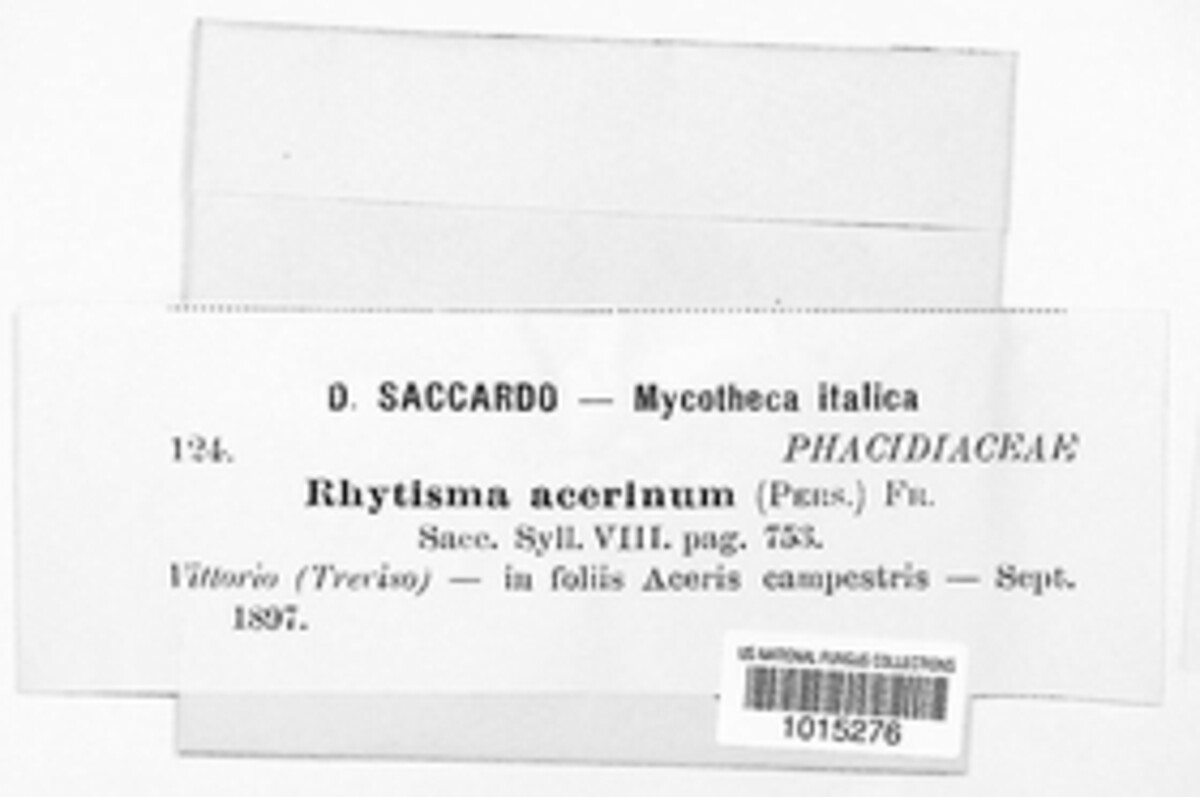 D. SACCARDO — Mycotheca italica
124. PHACIDIACEAE
Rhytisma acerinum (PERS.) FR.
Sacc. Syll. VIII. pag. 753.
Vittorio (Treviso) — in foliis Aceris campestris — Sept.
1897.
US NATIONAL FUNGUS COLLECTIONS
1015276